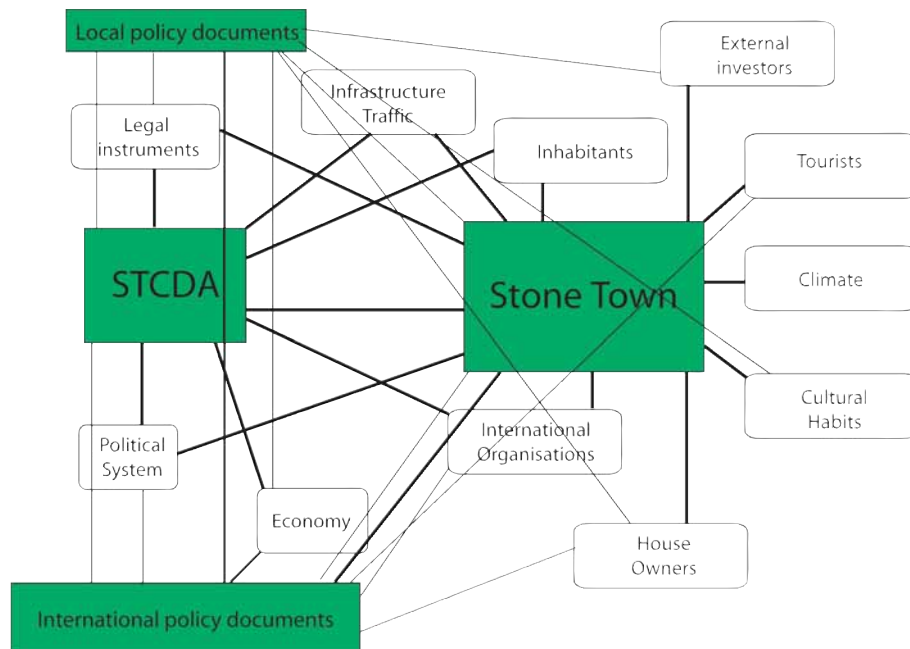 Local policy documents
External
investors
Infrastructure
Traffic
Legal
instruments
Inhabitants
Tourists
STCDA
Stone Town
Climate
Cultural
Habits
International
Organisations
Political
System
Economy
House
Owners
International policy documents